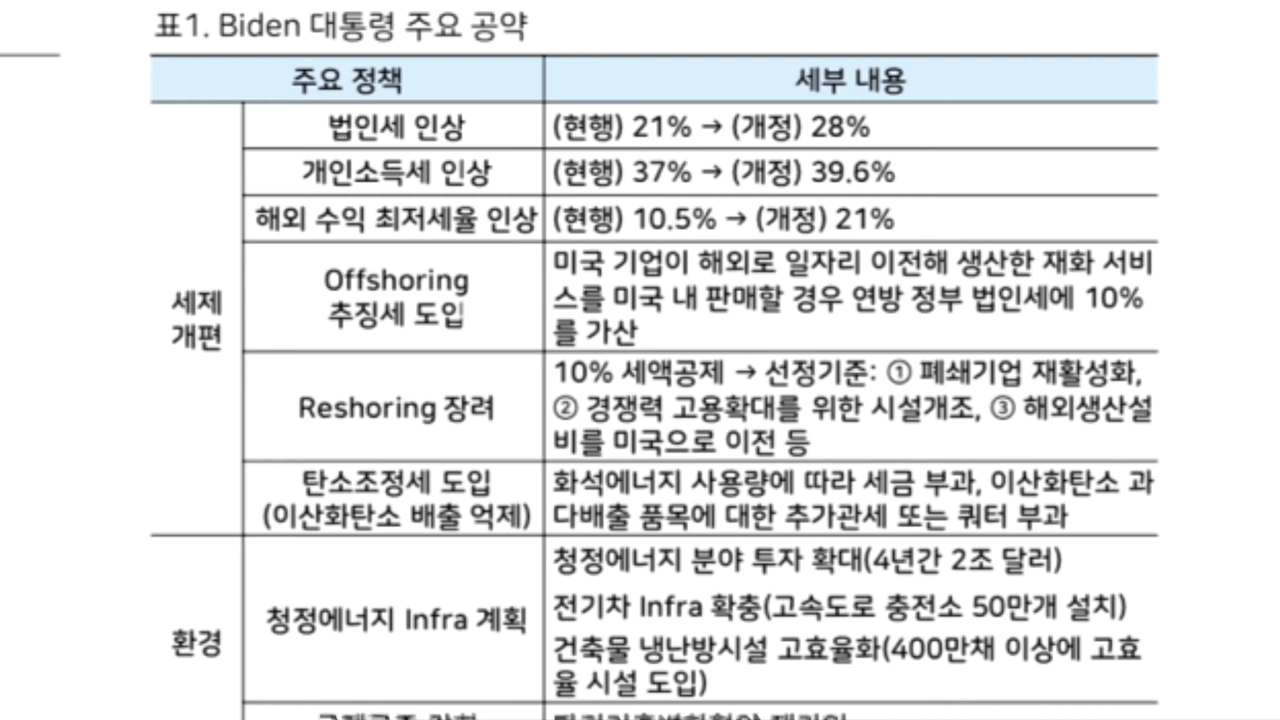 표1. Biden 대통령 주요 공약
주요 정책 세부 내용
세제
개편
법인세 인상 (현행) 21% → (개정) 28%
개인소득세 인상 (현행) 37% → (개정) 39.6%
해외 수익 최저세율 인상 (현행) 10.5% → (개정) 21%
Offshoring
추징세 도입
미국 기업이 해외로 일자리 이전해 생산한 재화 서비
스를 미국 내 판매할 경우 연방 정부 법인세에 10%
를 가산
Reshoring 장려
10% 세액공제 → 선정기준: ① 폐쇄기업 재활성화,
② 경쟁력 고용확대를 위한 시설개조, ③ 해외생산설
비를 미국으로 이전 등
탄소조정세 도입
(이산화탄소 배출 억제)
화석에너지 사용량에 따라 세금 부과, 이산화탄소 과
다배출 품목에 대한 추가관세 또는 쿼터 부과
환경
청정에너지 Infra 계획
청정에너지 분야 투자 확대(4년간 2조 달러)
전기차 Infra 확충(고속도로 충전소 50만개 설치)
건축물 냉난방시설 고효율화(400만채 이상에 고효
율 시설 도입)